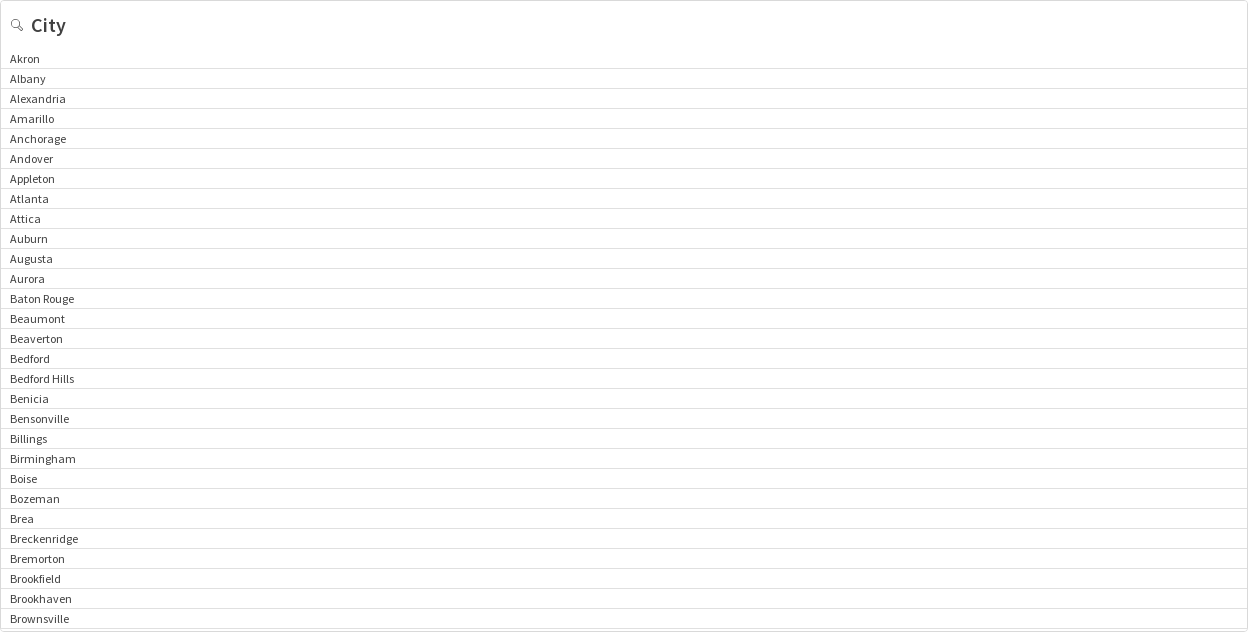 City
Akron
Albany
Alexandria
Amarillo
Anchorage
Andover
Appleton
Atlanta
Attica
Auburn
Augusta
Aurora
Baton Rouge
Beaumont
Beaverton
Bedford
Bedford Hills
Benicia
Bensonville
Billings
Birmingham
Boise
Bozeman
Brea
Breckenridge
Bremorton
Brookfield
Brookhaven
Brownsville